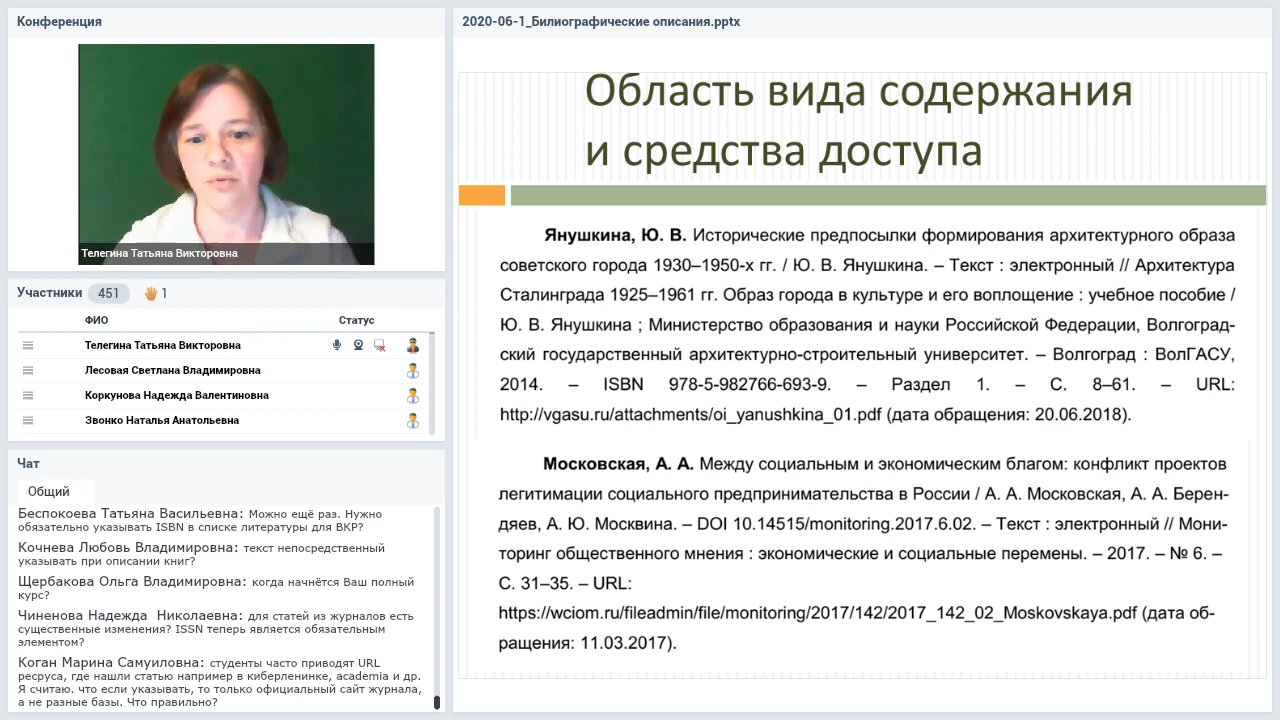 Конференция
Телегина Татьяна Викторовна
Участники 451 1
ФИО Статус
Телегина Татьяна Викторовна
Лесовая Светлана Владимировна
Коркунова Надежда Валентиновна
Звонко Наталья Анатольевна
Чат
Общий
Беспокоева Татьяна Васильевна: Можно ещё раз. Нужно
обязательно указывать ISBN в списке литературы для ВКР?
Кочнева Любовь Владимировна: текст непосредственный
указывать при описании книг?
Щербакова Ольга Владимировна: когда начнётся Ваш полный
курс?
Чиненова Надежда Николаевна: для статей из журналов есть
существенные изменения? ISSN теперь является обязательным
элементом?
Коган Марина Самуиловна: студенты часто приводят URL
ресруса, где нашли статью например в киберленинке, academia и др.
Я считаю. что если указывать, то только официальный сайт журнала,
а не разные базы. Что правильно?
2020-06-1_Билиографические описания.pptx
Область вида содержания
и средства доступа
Янушкина, Ю. В. Исторические предпосылки формирования архитектурного образа
советского города 1930–1950-х гг. / Ю. В. Янушкина. – Текст : электронный // Архитектура
Сталинграда 1925–1961 гг. Образ города в культуре и его воплощение : учебное пособие /
Ю. В. Янушкина ; Министерство образования и науки Российской Федерации, Волгоград-
ский государственный архитектурно-строительный университет. – Волгоград : ВолГАСУ,
2014. – ISBN 978-5-982766-693-9. – Раздел 1. – С. 8–61. – URL:
http://vgasu.ru/attachments/oi_yanushkina_01.pdf (дата обращения: 20.06.2018).
Московская, А. А. Между социальным и экономическим благом: конфликт проектов
легитимации социального предпринимательства в России / А. А. Московская, А. А. Берен-
дяев, А. Ю. Москвина. – DOI 10.14515/monitoring.2017.6.02. – Текст : электронный // Мони-
торинг общественного мнения : экономические и социальные перемены. – 2017. – № 6. –
С. 31–35. – URL:
https://wciom.ru/fileadmin/file/monitoring/2017/142/2017_142_02_Moskovskaya.pdf (дата об-
ращения: 11.03.2017).